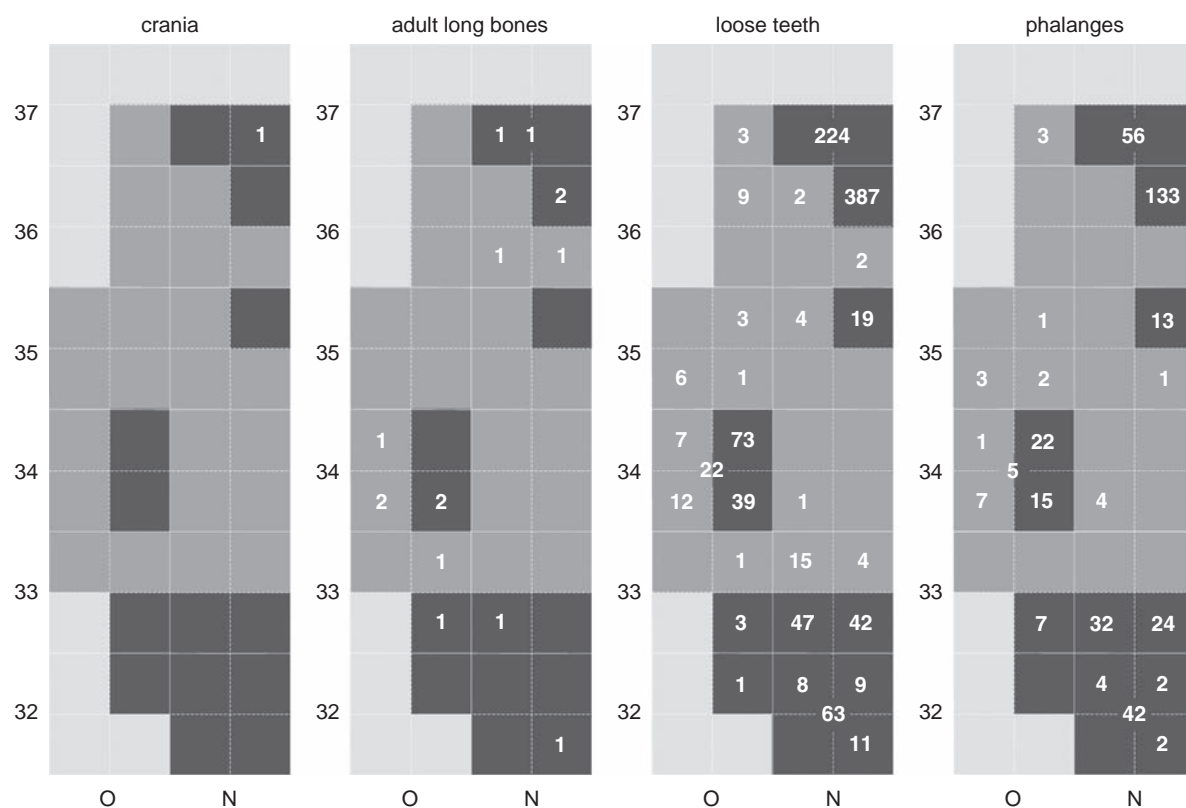 crania adult long bones loose teeth phalanges
37 37 37 37
1 1 1 3 224 3 56
2 9 2 387 133
36 36 36 36
1 1 2
3 4 19 1 13
35 35 35 35
6 1 3 2 1
1 7 73 1 22
34 34 34 22 34 5
2 2 12 39 1 7 15 4
1 1 15 4
33 33 33 33
1 1 3 47 42 7 32 24
1 8 9 4 2
32 32 32 63 32 42
1 11 2
O N O N O N O N